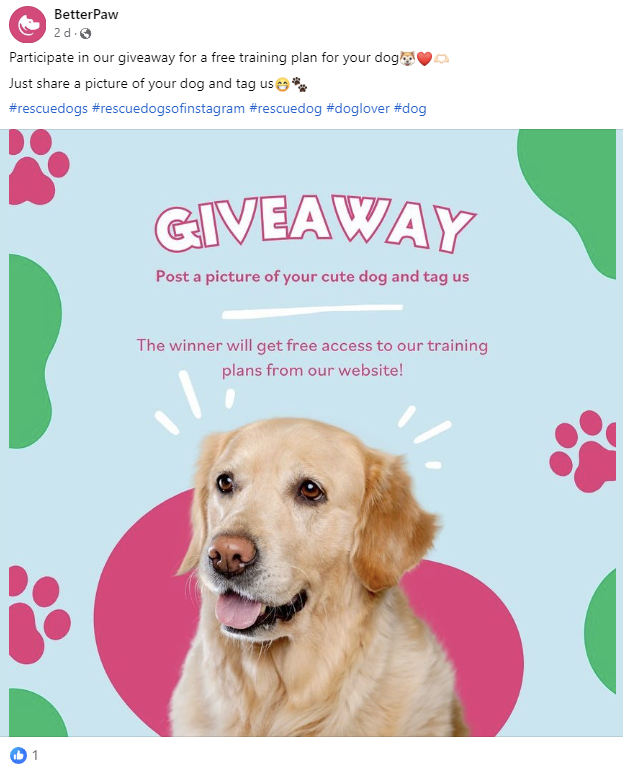 BetterPaw
2 d ·
Participate in our giveaway for a free training plan for your dog🐶❤️🫶🏻
Just share a picture of your dog and tag us😁🐾
#rescuedogs #rescuedogsofinstagram #rescuedog #doglover #dog
GIVEAWAY
Post a picture of your cute dog and tag us
The winner will get free access to our training
plans from our website!
1